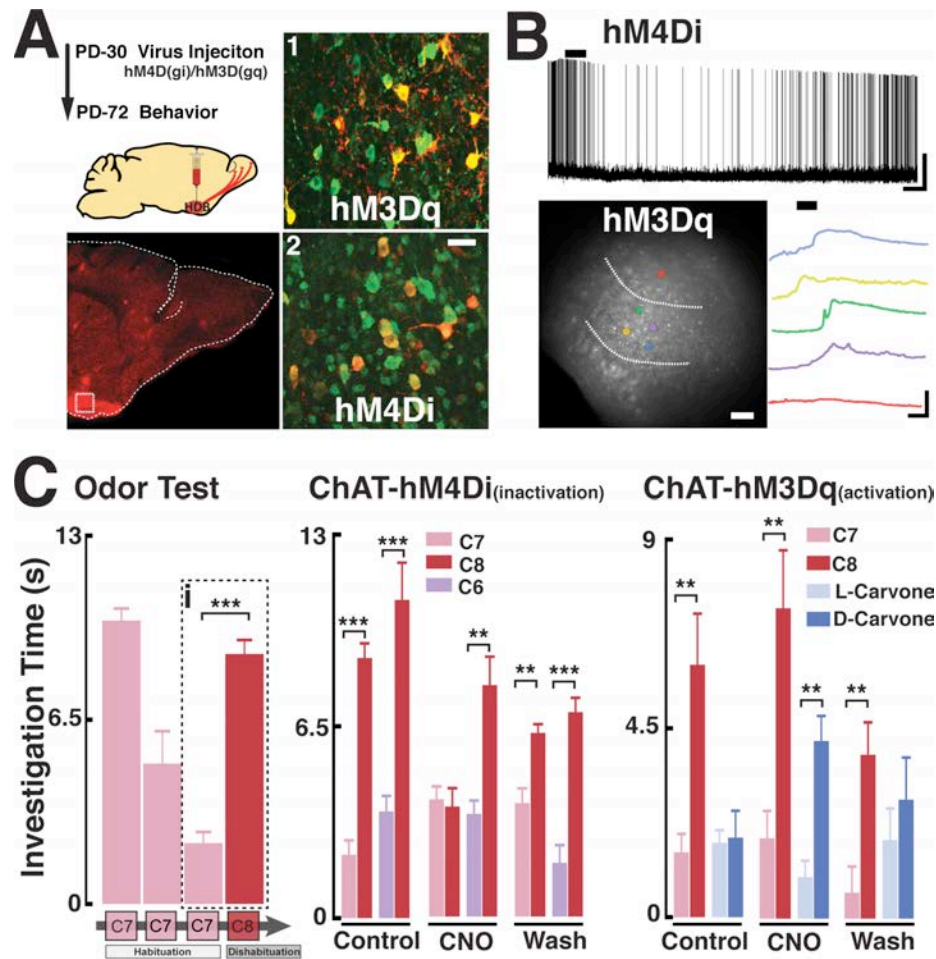 A
PD-30 Virus Injeciton
hM4D(gi)/hM3D(gq)
PD-72 Behavior
HDB
1
hM3Dq
2
hM4Di
B
hM4Di
hM3Dq
C
Odor Test
Investigation Time (s)
13
6.5
0
i
***
C7
C7
C7
C8
Habituation
Dishabituation
ChAT-hM4Di(inactivation)
13
6.5
0
C7
C8
C6
***
***
**
**
***
Control
CNO
Wash
ChAT-hM3Dq(activation)
9
4.5
0
C7
C8
L-Carvone
D-Carvone
**
**
**
**
Control
CNO
Wash